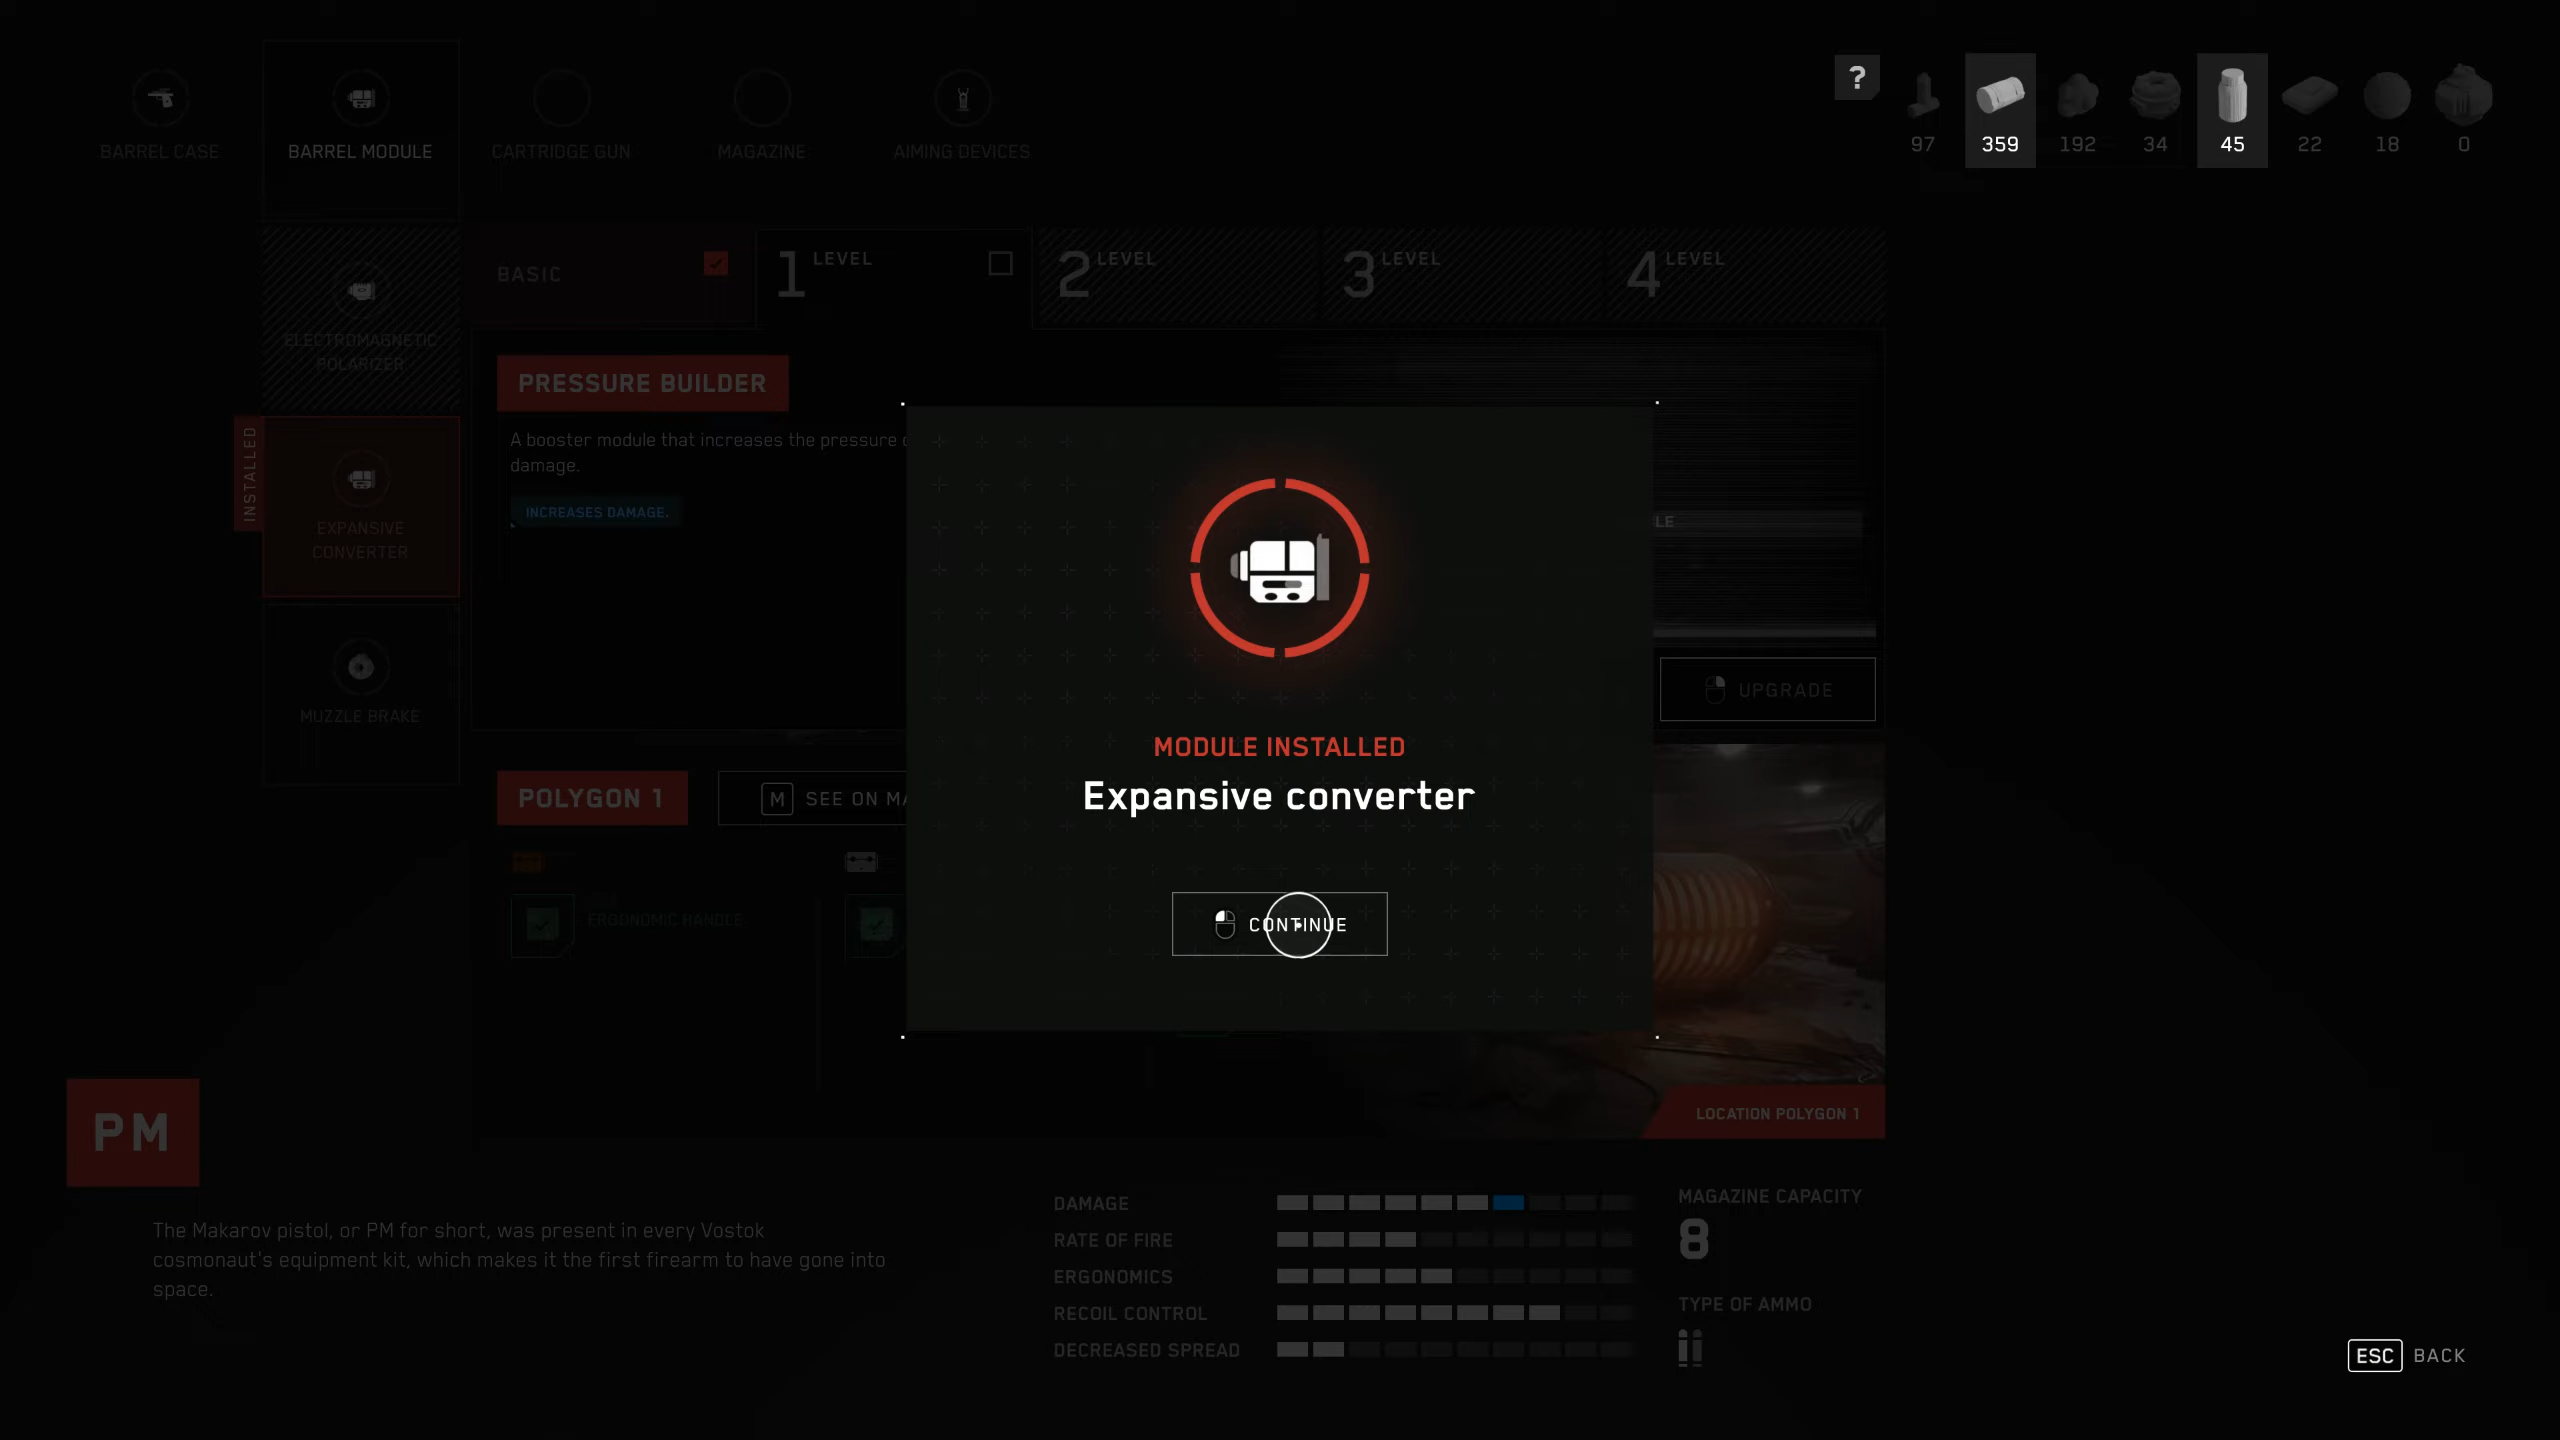 BARREL CASE
BARREL MODULE
CARTRIDGE GUN
MAGAZINE
AIMING DEVICES
?
97
359
192
34
45
22
18
0
ELECTROMAGNETIC
POLARIZER
INSTALLED
EXPANSIVE
CONVERTER
MUZZLE BRAKE
BASIC
1 LEVEL
2 LEVEL
3 LEVEL
4 LEVEL
PRESSURE BUILDER
A booster module that increases the pressure
damage.
INCREASES DAMAGE.
LE
UPGRADE
MODULE INSTALLED
Expansive converter
CONTINUE
POLYGON 1
M SEE ON MA
ERGONOMIC HANDLE
LOCATION POLYGON 1
PM
The Makarov pistol, or PM for short, was present in every Vostok
cosmonaut's equipment kit, which makes it the first firearm to have gone into
space.
DAMAGE
RATE OF FIRE
ERGONOMICS
RECOIL CONTROL
DECREASED SPREAD
MAGAZINE CAPACITY
8
TYPE OF AMMO
ESC BACK